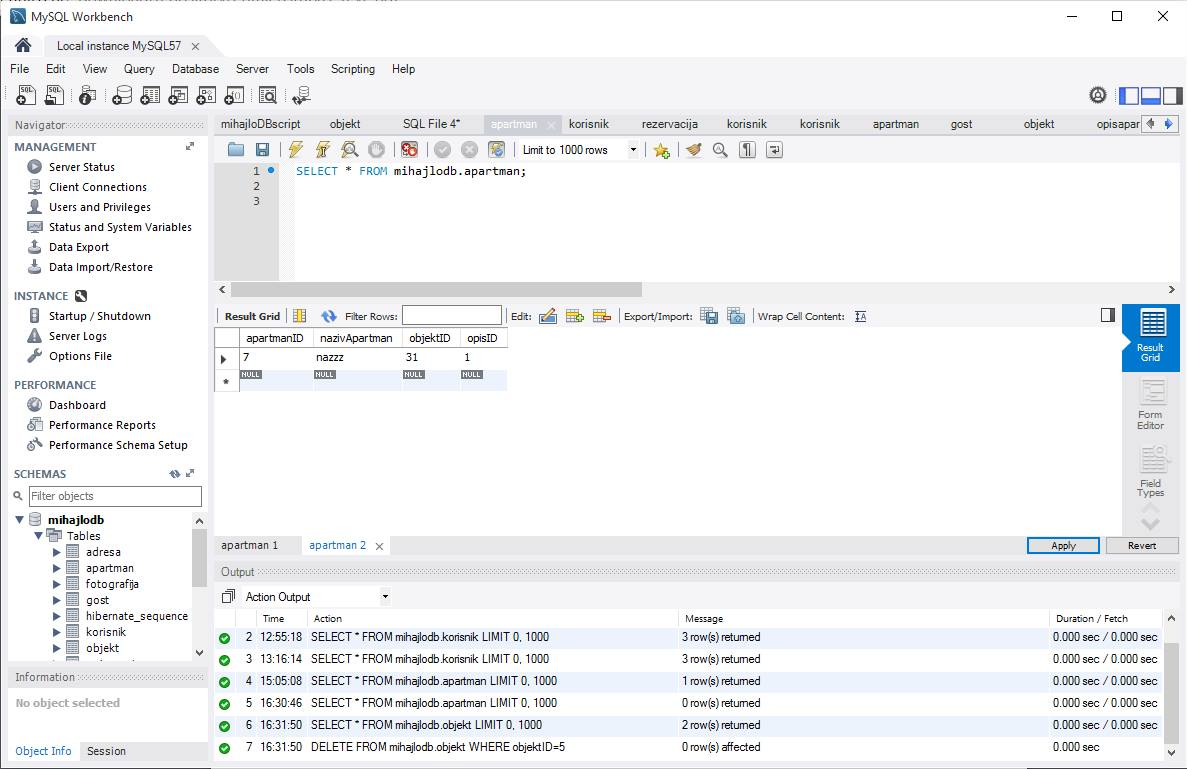 MySQL Workbench
Local instance MySQL57
File Edit View Query Database Server Tools Scripting Help
Navigator
MANAGEMENT
Server Status
Client Connections
Users and Privileges
Status and System Variables
Data Export
Data Import/Restore
INSTANCE
Startup / Shutdown
Server Logs
Options File
PERFORMANCE
Dashboard
Performance Reports
Performance Schema Setup
SCHEMAS
Filter objects
mihajlodb
Tables
adresa
apartman
fotografija
gost
hibernate_sequence
korisnik
objekt
Information
No object selected
Object Info Session
mihajloDBscript objekt SQL File 4* apartman korisnik rezervacija korisnik korisnik apartman gost objekt opisapar
Limit to 1000 rows
1 SELECT * FROM mihajlodb.apartman;
2
3
Result Grid Filter Rows: Edit: Export/Import: Wrap Cell Content:
apartmanID nazivApartman objektID opisID
7 nazzz 31 1
NULL NULL NULL NULL
Result
Grid
Form
Editor
Field
Types
apartman 1 apartman 2 Apply Revert
Output
Action Output
Time Action Message Duration / Fetch
2 12:55:18 SELECT * FROM mihajlodb.korisnik LIMIT 0, 1000 3 row(s) returned 0.000 sec / 0.000 sec
3 13:16:14 SELECT * FROM mihajlodb.korisnik LIMIT 0, 1000 3 row(s) returned 0.000 sec / 0.000 sec
4 15:05:08 SELECT * FROM mihajlodb.apartman LIMIT 0, 1000 1 row(s) returned 0.000 sec / 0.000 sec
5 16:30:46 SELECT * FROM mihajlodb.apartman LIMIT 0, 1000 0 row(s) returned 0.000 sec / 0.000 sec
6 16:31:50 SELECT * FROM mihajlodb.objekt LIMIT 0, 1000 2 row(s) returned 0.000 sec / 0.000 sec
7 16:31:50 DELETE FROM mihajlodb.objekt WHERE objektID=5 0 row(s) affected 0.000 sec